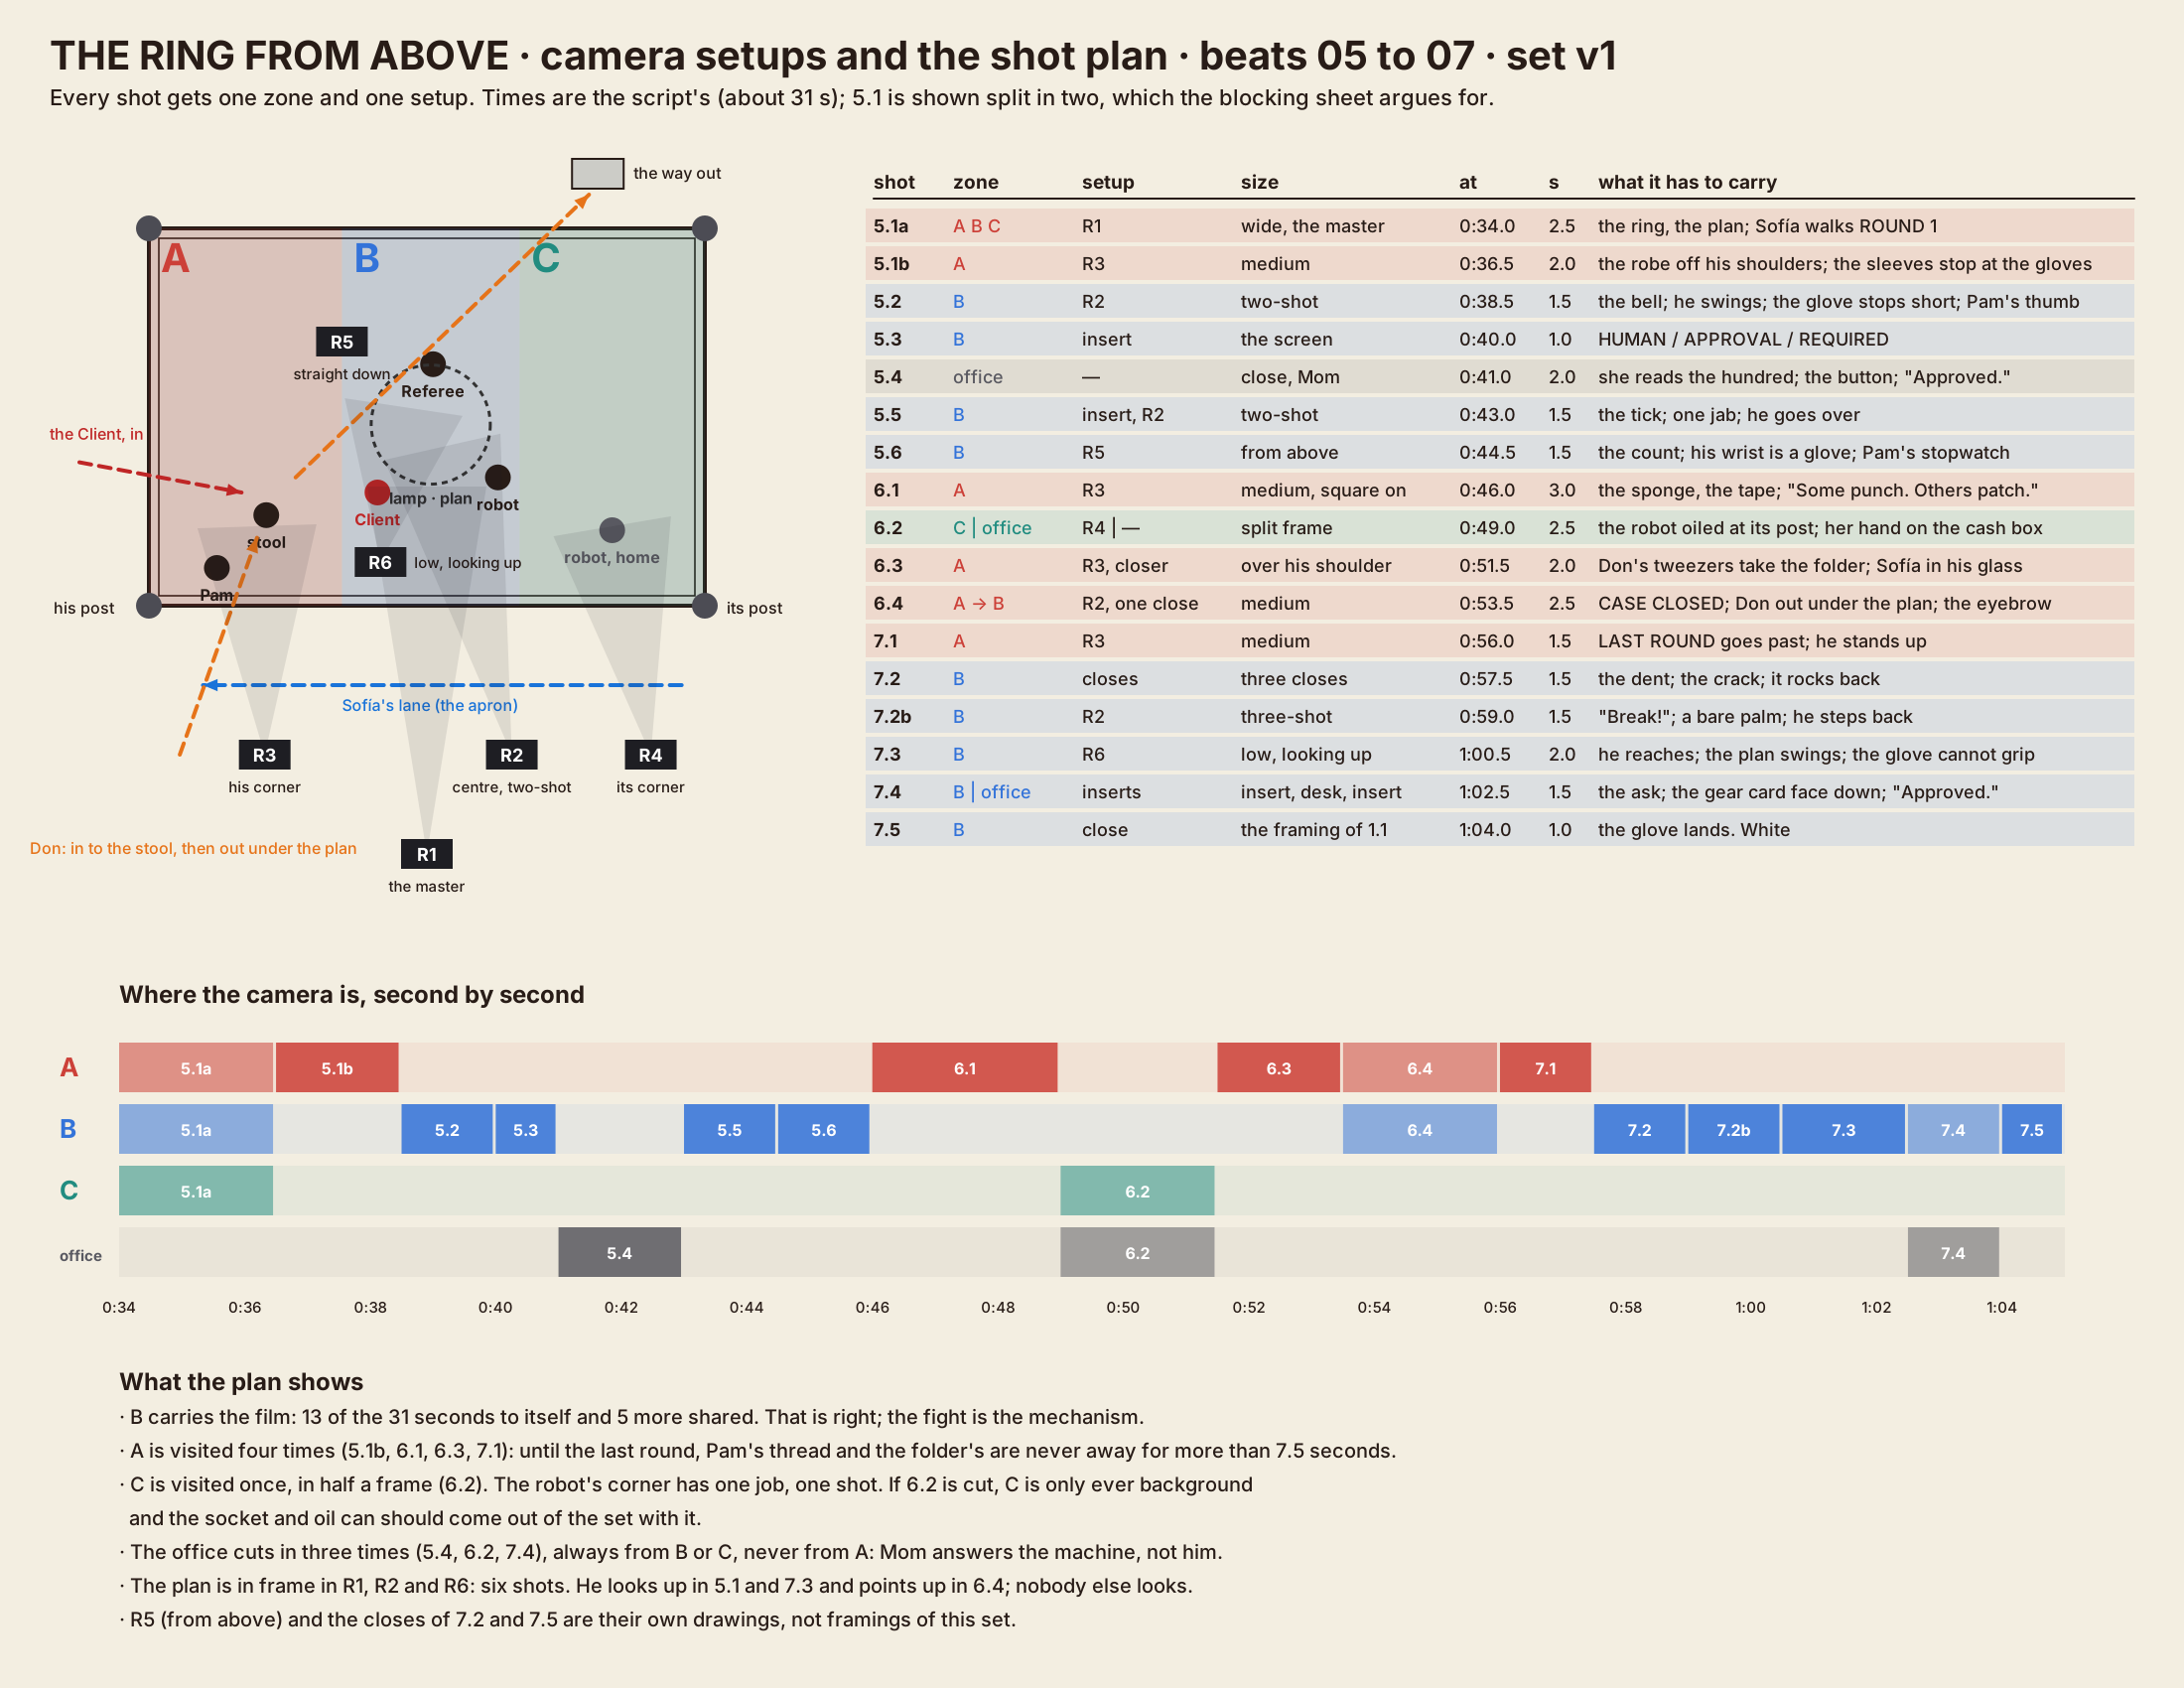 THE RING FROM ABOVE · camera setups and the shot plan · beats 05 to 07 · set v1
Every shot gets one zone and one setup. Times are the script's (about 31 s); 5.1 is shown split in two, which the blocking sheet argues for.
the way out
A B C
R5
straight down
Referee
the Client, in
lamp · plan
robot
Client
stool
R6 low, looking up
robot, home
Pam
his post
its post
Sofía's lane (the apron)
R3
his corner
R2
centre, two-shot
R4
its corner
Don: in to the stool, then out under the plan
R1
the master
shot zone setup size at s what it has to carry
5.1a A B C R1 wide, the master 0:34.0 2.5 the ring, the plan; Sofía walks ROUND 1
5.1b A R3 medium 0:36.5 2.0 the robe off his shoulders; the sleeves stop at the gloves
5.2 B R2 two-shot 0:38.5 1.5 the bell; he swings; the glove stops short; Pam's thumb
5.3 B insert the screen 0:40.0 1.0 HUMAN / APPROVAL / REQUIRED
5.4 office — close, Mom 0:41.0 2.0 she reads the hundred; the button; "Approved."
5.5 B insert, R2 two-shot 0:43.0 1.5 the tick; one jab; he goes over
5.6 B R5 from above 0:44.5 1.5 the count; his wrist is a glove; Pam's stopwatch
6.1 A R3 medium, square on 0:46.0 3.0 the sponge, the tape; "Some punch. Others patch."
6.2 C | office R4 | — split frame 0:49.0 2.5 the robot oiled at its post; her hand on the cash box
6.3 A R3, closer over his shoulder 0:51.5 2.0 Don's tweezers take the folder; Sofía in his glass
6.4 A → B R2, one close medium 0:53.5 2.5 CASE CLOSED; Don out under the plan; the eyebrow
7.1 A R3 medium 0:56.0 1.5 LAST ROUND goes past; he stands up
7.2 B closes three closes 0:57.5 1.5 the dent; the crack; it rocks back
7.2b B R2 three-shot 0:59.0 1.5 "Break!"; a bare palm; he steps back
7.3 B R6 low, looking up 1:00.5 2.0 he reaches; the plan swings; the glove cannot grip
7.4 B | office inserts insert, desk, insert 1:02.5 1.5 the ask; the gear card face down; "Approved."
7.5 B close the framing of 1.1 1:04.0 1.0 the glove lands. White
Where the camera is, second by second
A 5.1a 5.1b 6.1 6.3 6.4 7.1
B 5.1a 5.2 5.3 5.5 5.6 6.4 7.2 7.2b 7.3 7.4 7.5
C 5.1a 6.2
office 5.4 6.2 7.4
0:34 0:36 0:38 0:40 0:42 0:44 0:46 0:48 0:50 0:52 0:54 0:56 0:58 1:00 1:02 1:04
What the plan shows
· B carries the film: 13 of the 31 seconds to itself and 5 more shared. That is right; the fight is the mechanism.
· A is visited four times (5.1b, 6.1, 6.3, 7.1): until the last round, Pam's thread and the folder's are never away for more than 7.5 seconds.
· C is visited once, in half a frame (6.2). The robot's corner has one job, one shot. If 6.2 is cut, C is only ever background
and the socket and oil can should come out of the set with it.
· The office cuts in three times (5.4, 6.2, 7.4), always from B or C, never from A: Mom answers the machine, not him.
· The plan is in frame in R1, R2 and R6: six shots. He looks up in 5.1 and 7.3 and points up in 6.4; nobody else looks.
· R5 (from above) and the closes of 7.2 and 7.5 are their own drawings, not framings of this set.